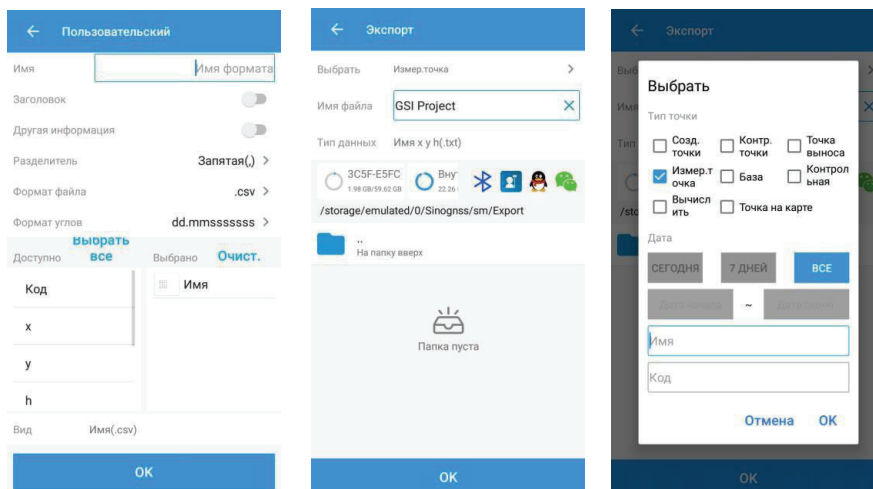 Пользовательский
Имя
Имя формата
Заголовок
Другая информация
Разделитель
Запятая(,)
Формат файла
.csv
Формат углов
dd.mmsssssss
Доступно
Выбрать
все
Выбрано
Очист.
Код
x
y
h
Имя
Вид
Имя(.csv)
OK
Экспорт
Выбрать
Измер.точка
Имя файла
GSI Project
Тип данных
Имя x y h(.txt)
3C5F-E5FC
1.98 GB/59.62 GB
22.26
/storage/emulated/0/Sinognss/sm/Export
..
На папку вверх
Папка пуста
OK
Экспорт
Выбрать
Тип точки
Созд.
точки
Контр.
точки
Точка
выноса
Измер.т
очка
База
Контрол
ьная
Вычисл
ить
Точка на карте
Дата
СЕГОДНЯ
7 ДНЕЙ
ВСЕ
~
Имя
Код
Отмена
OK
OK